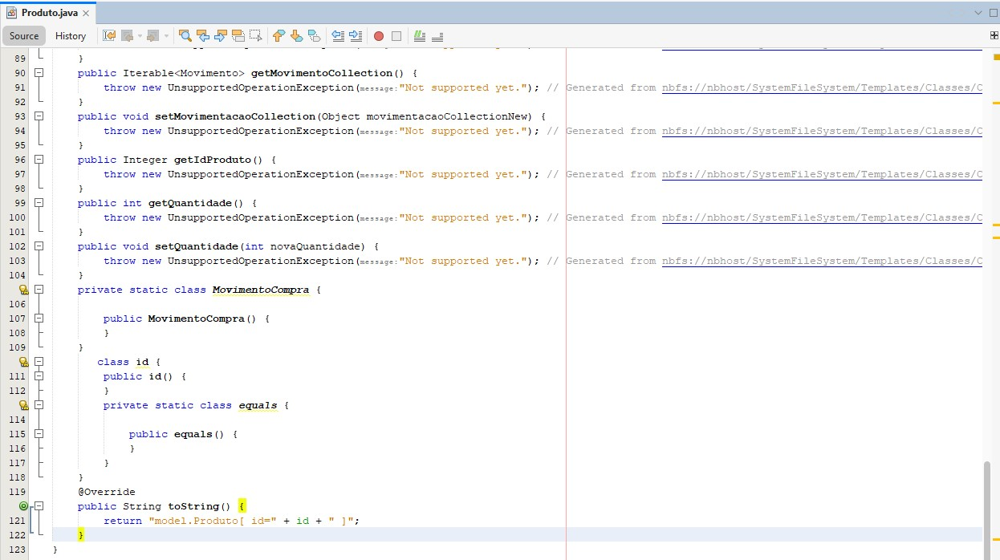 Produto.java
Source History
89 }
90 public Iterable<Movimento> getMovimentoCollection() {
91 throw new UnsupportedOperationException(message:"Not supported yet."); // Generated from nbfs://nbhost/SystemFileSystem/Templates/Classes/C
92 }
93 public void setMovimentacaoCollection(Object movimentacaoCollectionNew) {
94 throw new UnsupportedOperationException(message:"Not supported yet."); // Generated from nbfs://nbhost/SystemFileSystem/Templates/Classes/C
95 }
96 public Integer getIdProduto() {
97 throw new UnsupportedOperationException(message:"Not supported yet."); // Generated from nbfs://nbhost/SystemFileSystem/Templates/Classes/C
98 }
99 public int getQuantidade() {
100 throw new UnsupportedOperationException(message:"Not supported yet."); // Generated from nbfs://nbhost/SystemFileSystem/Templates/Classes/C
101 }
102 public void setQuantidade(int novaQuantidade) {
103 throw new UnsupportedOperationException(message:"Not supported yet."); // Generated from nbfs://nbhost/SystemFileSystem/Templates/Classes/C
104 }
private static class MovimentoCompra {
106
107 public MovimentoCompra() {
108 }
109 }
class id {
111 public id() {
112 }
private static class equals {
114
115 public equals() {
116 }
117 }
118 }
119 @Override
public String toString() {
121 return "model.Produto[ id=" + id + " ]";
122 }
123 }